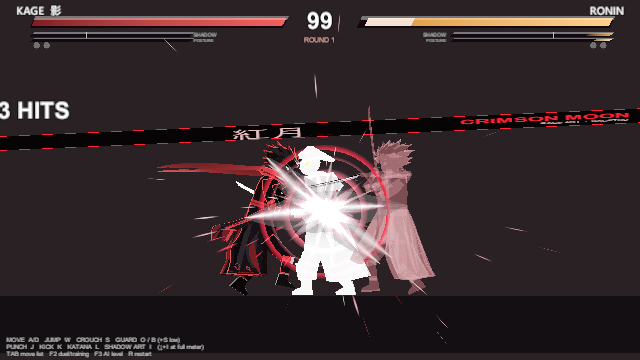 KAGE 影
99
RONIN
SHADOW
POSTURE
SHADOW
POSTURE
ROUND 1
3 HITS
紅月
CRIMSON MOON
MOVE A/D JUMP W CROUCH S GUARD O / B (+S low)
PUNCH J KICK K KATANA L SHADOW ART I (↓+I at full meter)
TAB move list F2 duel/training F3 AI level R restart